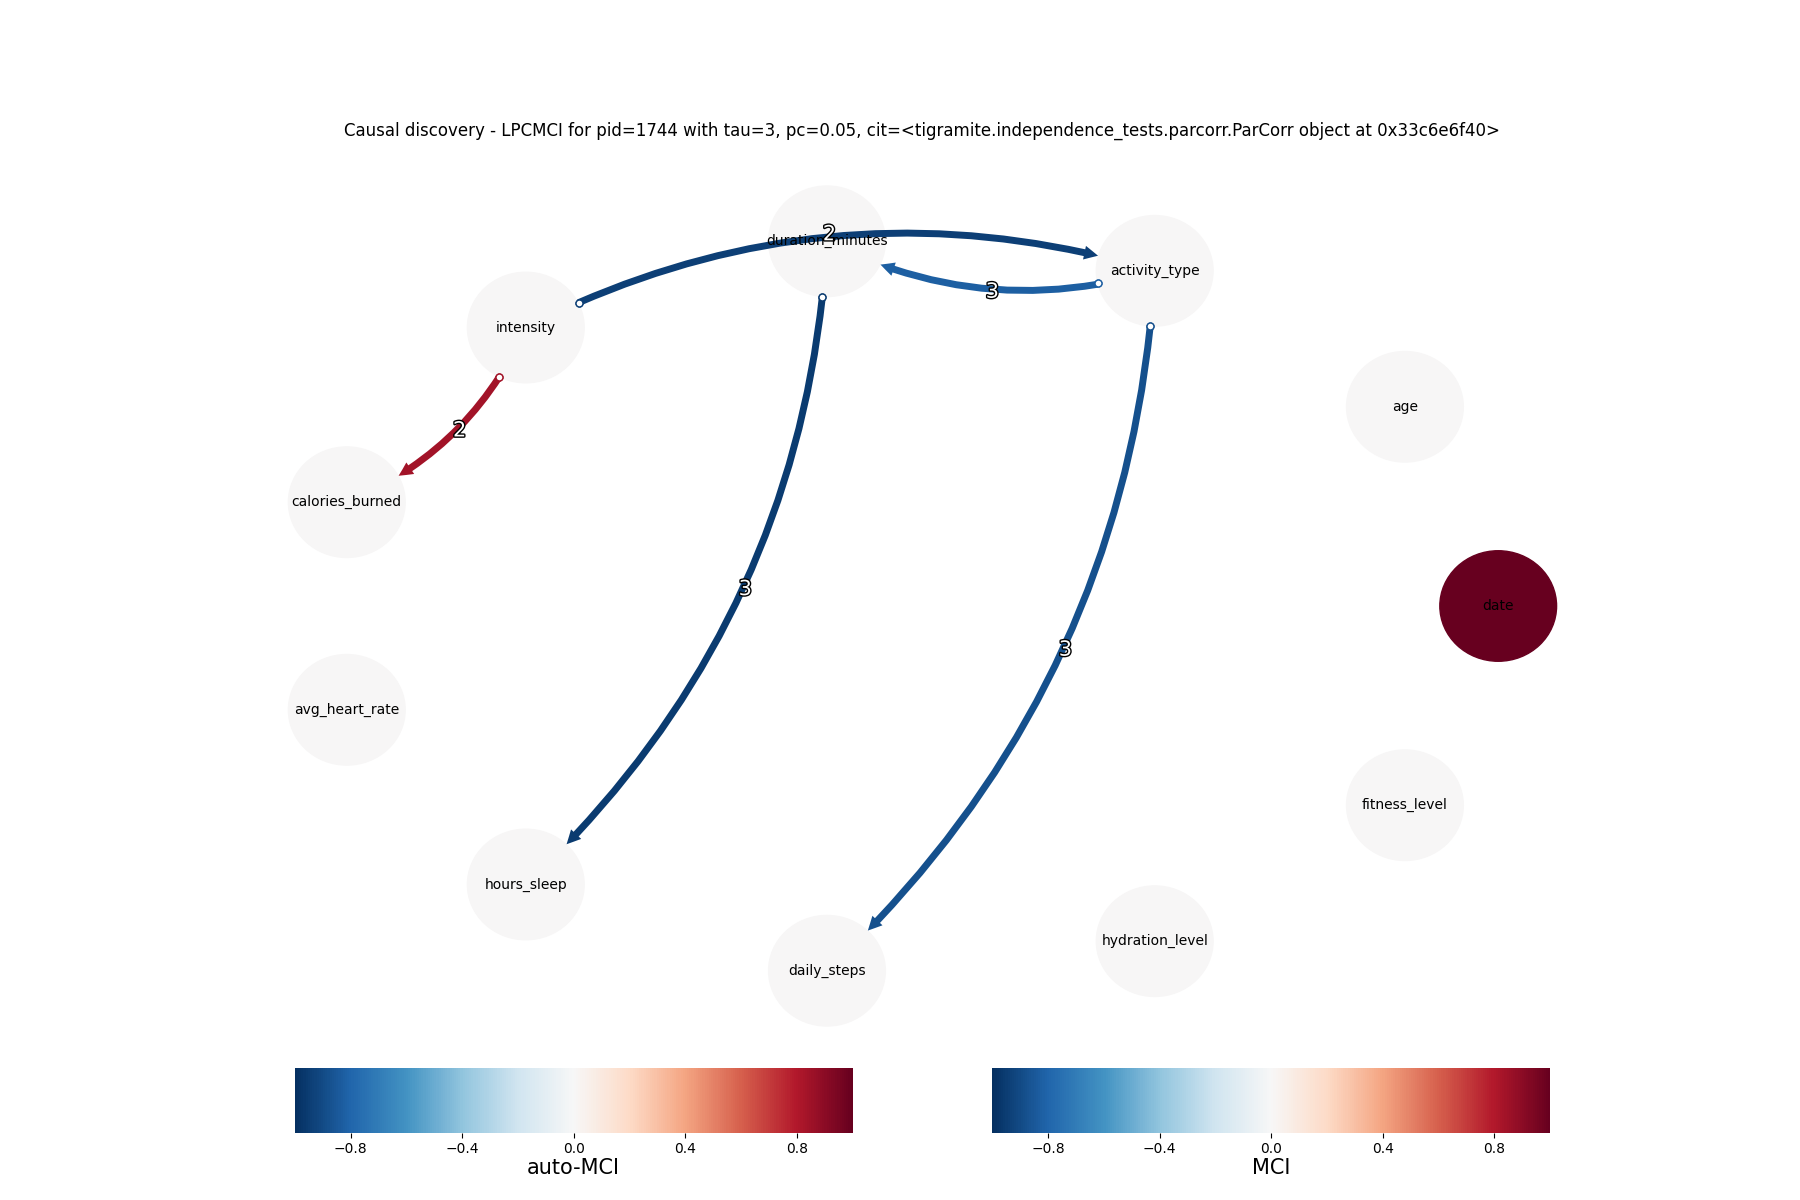 Causal discovery - LPCMCI for pid=1744 with tau=3, pc=0.05, cit=<tigramite.independence_tests.parcorr.ParCorr object at 0x33c6e6f40>
2
duration_minutes
activity_type
3
intensity
age
2
calories_burned
3
date
3
avg_heart_rate
fitness_level
hours_sleep
hydration_level
daily_steps
−0.8 −0.4 0.0 0.4 0.8
auto-MCI
−0.8 −0.4 0.0 0.4 0.8
MCI